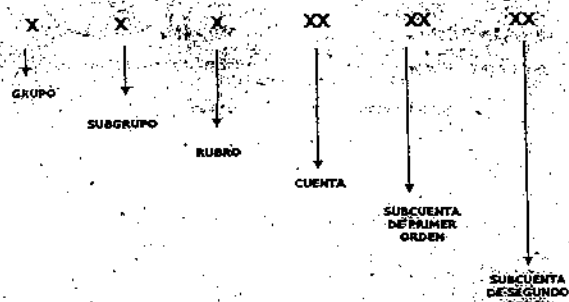 X X X XX XX XX
GRUPO
SUBGRUPO
RUBRO
CUENTA
SUBCUENTA
DE PRIMER
ORDEN
SUBCUENTA
DE SEGUNDO